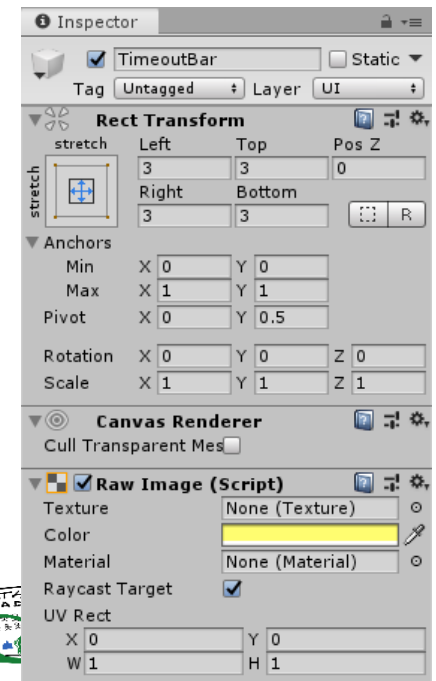 Inspector
TimeoutBar Static
Tag Untagged Layer UI
Rect Transform
stretch Left Top Pos Z
stretch 3 3 0
Right Bottom
3 3 R
Anchors
Min X 0 Y 0
Max X 1 Y 1
Pivot X 0 Y 0.5
Rotation X 0 Y 0 Z 0
Scale X 1 Y 1 Z 1
Canvas Renderer
Cull Transparent Mes
Raw Image (Script)
Texture None (Texture)
Color
Material None (Material)
Raycast Target
UV Rect
X 0 Y 0
W 1 H 1